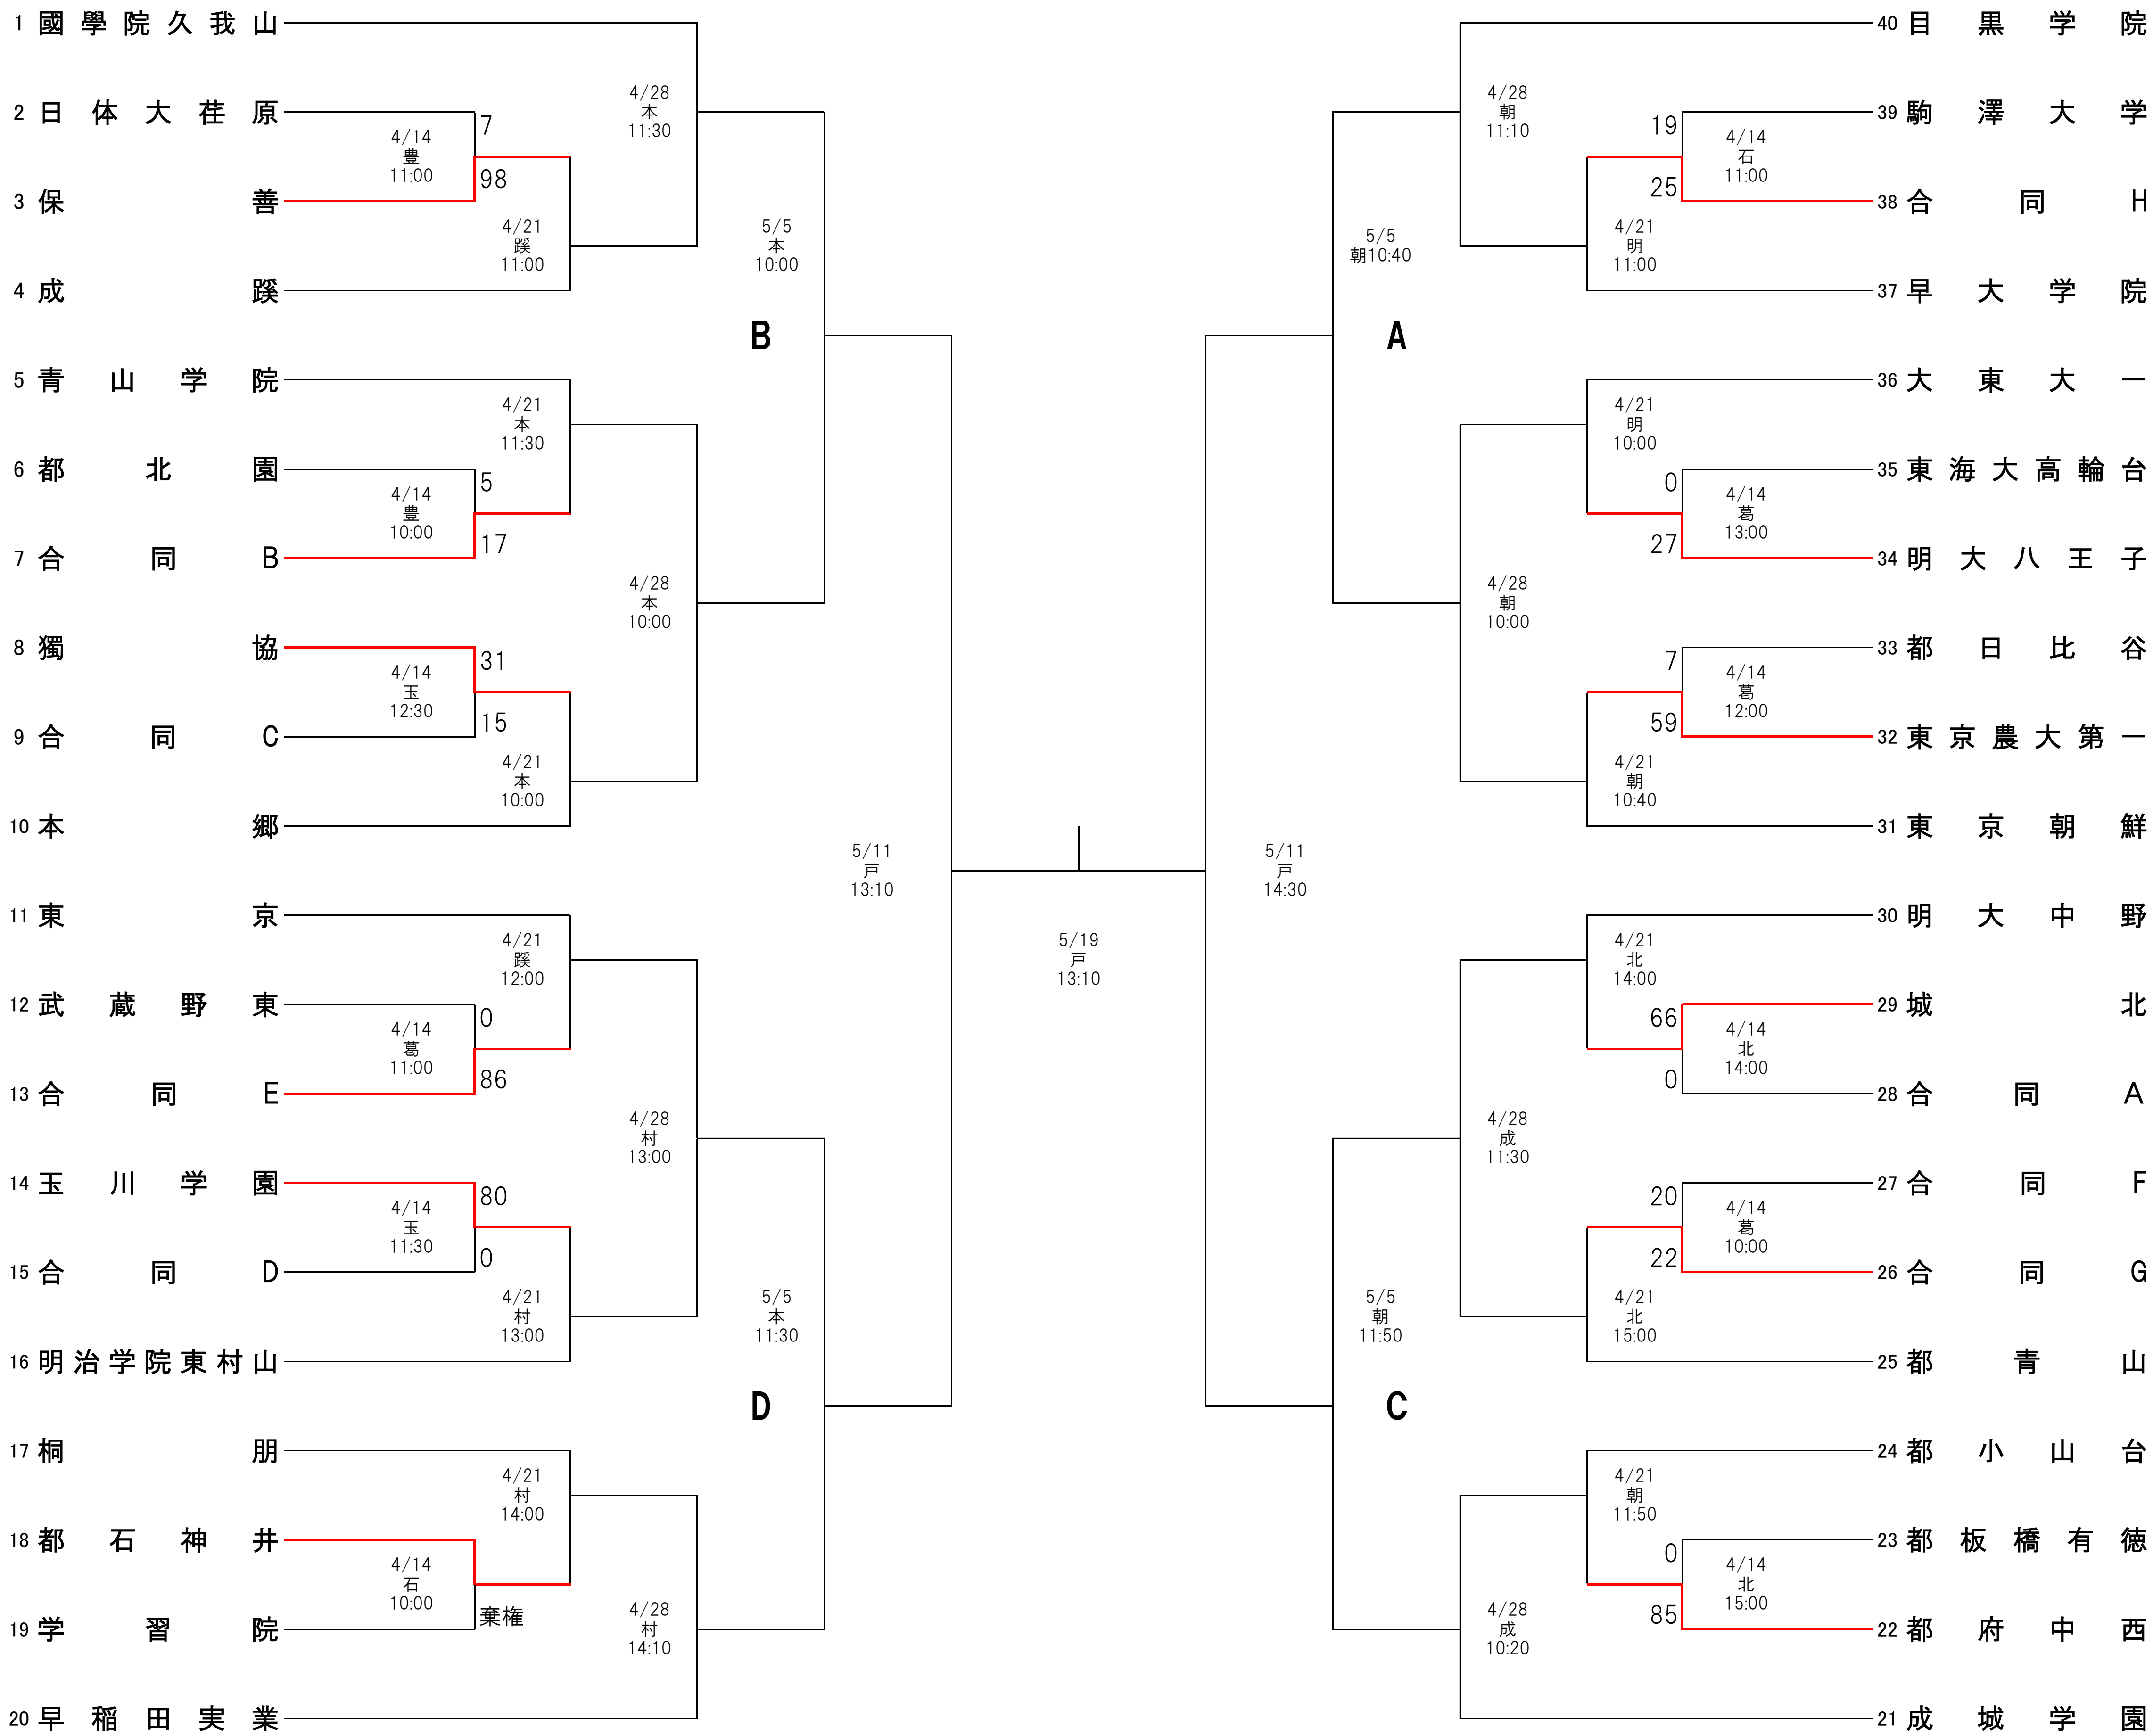 1 國學院久我山
2 日体大荏原
3 保善
4 成蹊
5 青山学院
6 都北園
7 合同B
8 獨協
9 合同C
10 本郷
11 東京
12 武蔵野東
13 合同E
14 玉川学園
15 合同D
16 明治学院東村山
17 桐朋
18 都石神井
19 学習院
20 早稲田実業
4/14
豊
11:00
7
98
4/14
豊
10:00
5
17
4/14
玉
12:30
31
15
4/14
葛
11:00
0
86
4/14
玉
11:30
80
0
4/14
石
10:00
棄権
4/21
蹊
11:00
4/21
本
11:30
4/21
本
10:00
4/21
蹊
12:00
4/21
村
13:00
4/21
村
14:00
4/28
本
11:30
4/28
本
10:00
4/28
村
13:00
4/28
村
14:10
5/5
本
10:00
B
5/5
本
11:30
D
5/11
戸
13:10
5/19
戸
13:10
5/11
戸
14:30
5/5
朝10:40
A
5/5
朝
11:50
C
4/28
朝
11:10
4/28
朝
10:00
4/28
成
11:30
4/28
成
10:20
4/21
明
11:00
4/21
明
10:00
4/21
朝
10:40
4/21
北
14:00
4/21
北
15:00
4/21
朝
11:50
19
25
4/14
石
11:00
0
27
4/14
葛
13:00
7
59
4/14
葛
12:00
66
0
4/14
北
14:00
20
22
4/14
葛
10:00
0
85
4/14
北
15:00
40 目黒学院
39 駒澤大学
38 合同H
37 早大学院
36 大東大一
35 東海大高輪台
34 明大八王子
33 都日比谷
32 東京農大第一
31 東京朝鮮
30 明大中野
29 城北
28 合同A
27 合同F
26 合同G
25 都青山
24 都小山台
23 都板橋有徳
22 都府中西
21 成城学園